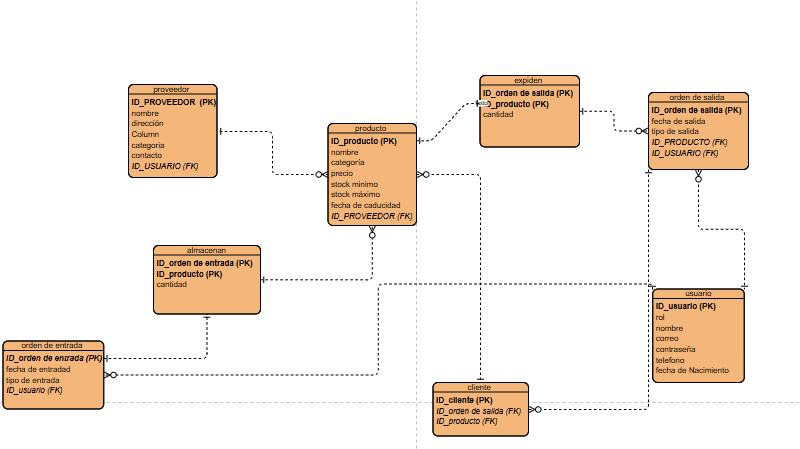 proveedor
ID_PROVEEDOR (PK)
nombre
dirección
Column
categoria
contacto
ID_USUARIO (FK)
producto
ID_producto (PK)
nombre
categoría
precio
stock minimo
stock máximo
fecha de caducidad
ID_PROVEEDOR (FK)
expiden
ID_orden de salida (PK)
ID_producto (PK)
cantidad
orden de salida
ID_orden de salida (PK)
fecha de salida
tipo de salida
ID_PRODUCTO (FK)
ID_USUARIO (FK)
almacenan
ID_orden de entrada (PK)
ID_producto (PK)
cantidad
orden de entrada
ID_orden de entrada (PK)
fecha de entradad
tipo de entrada
ID_usuario (FK)
cliente
ID_cliente (PK)
ID_orden de salida (FK)
ID_producto (FK)
usuario
ID_usuario (PK)
rol
nombre
correo
contraseña
telefono
fecha de Nacimiento